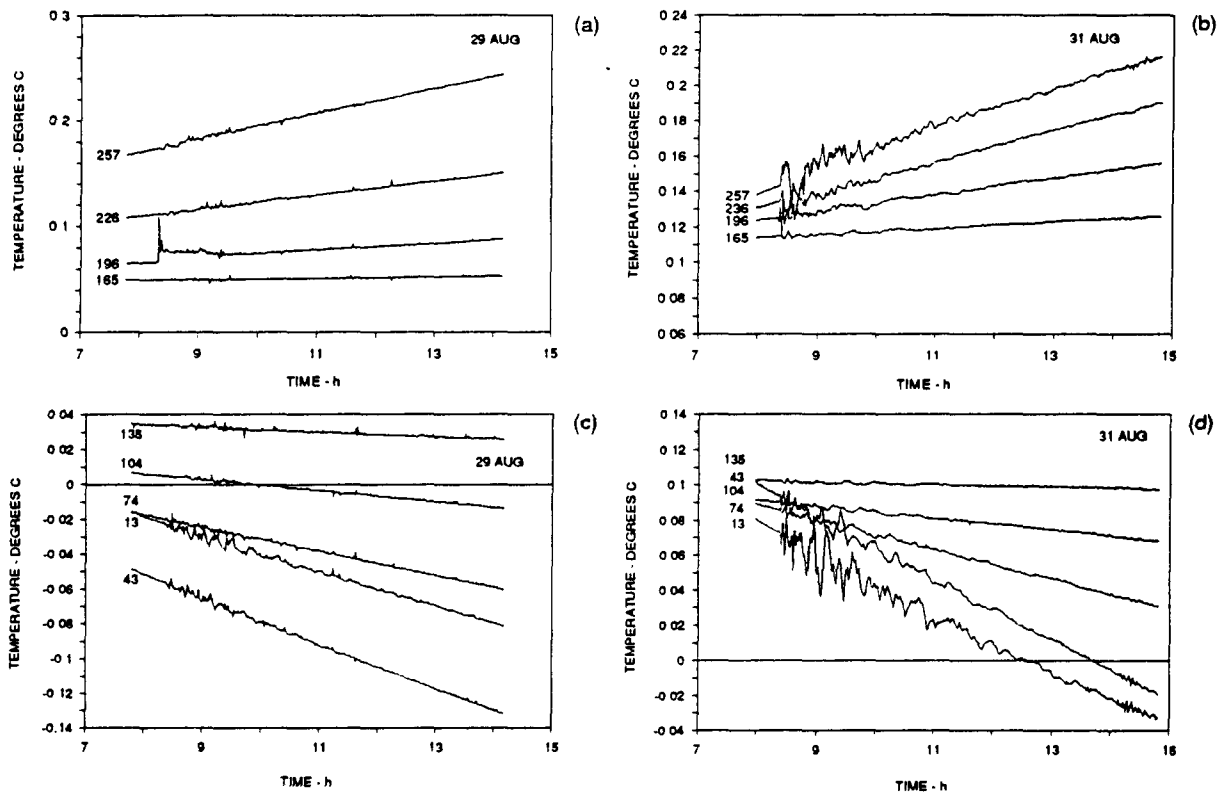 (a)
TEMPERATURE - DEGREES C
0 3
0 2
0 1
0
29 AUG
257
226
196
165
7 9 11 13 15
TIME - h
(b)
TEMPERATURE - DEGREES C
0 24
0 22
0 2
0 18
0 16
0 14
0 12
0 1
0 08
0 06
31 AUG
257
236
196
165
7 9 11 13 15
TIME - h
(c)
TEMPERATURE - DEGREES C
0 04
0 02
0
-0 02
-0 04
-0 06
-0 08
-0 1
-0 12
-0 14
29 AUG
135
104
74
13
43
7 9 11 13 15
TIME - h
(d)
TEMPERATURE - DEGREES C
0 14
0 12
0 1
0 08
0 06
0 04
0 02
0
-0 02
-0 04
31 AUG
135
43
104
74
13
7 9 11 13 15
TIME - h